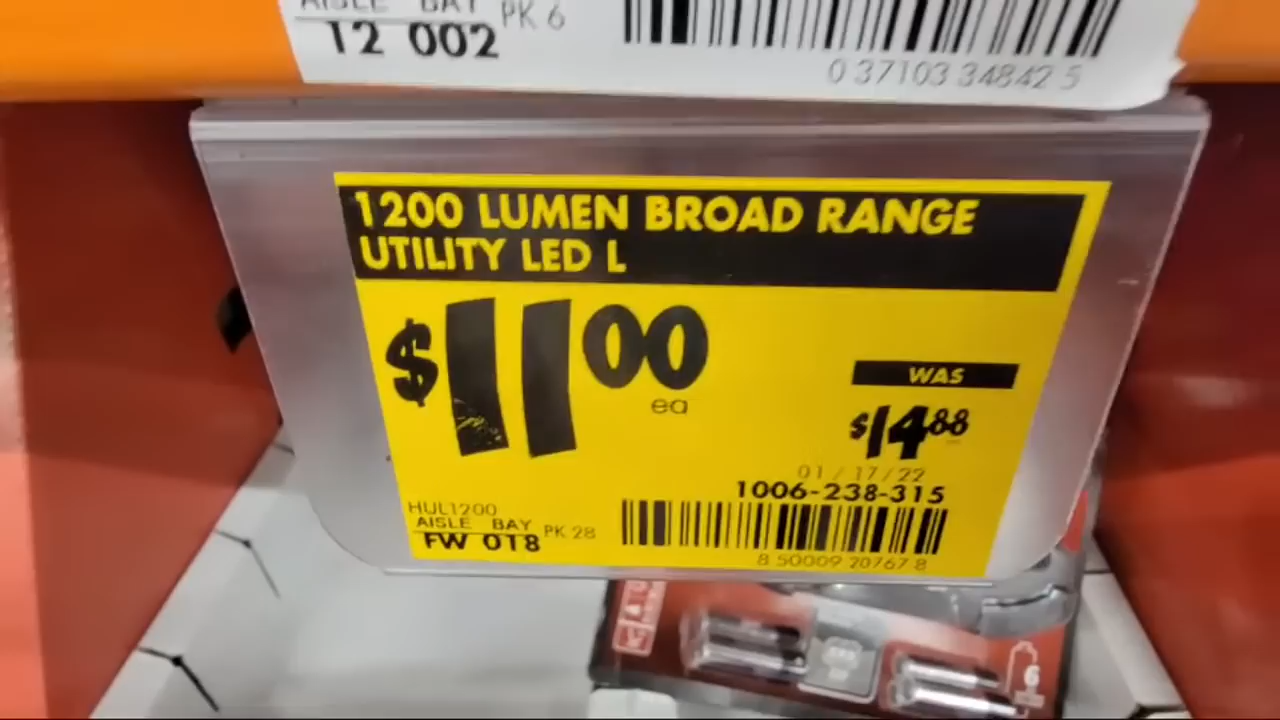 AISLE BAY PK 6
12 002
0 37103 34842 5
1200 LUMEN BROAD RANGE
UTILITY LED L
$11 00
ea
WAS
$14 88
01/17/22
1006-238-315
HUL1200
AISLE BAY PK 28
FW 018
8 50009 70767 8
6